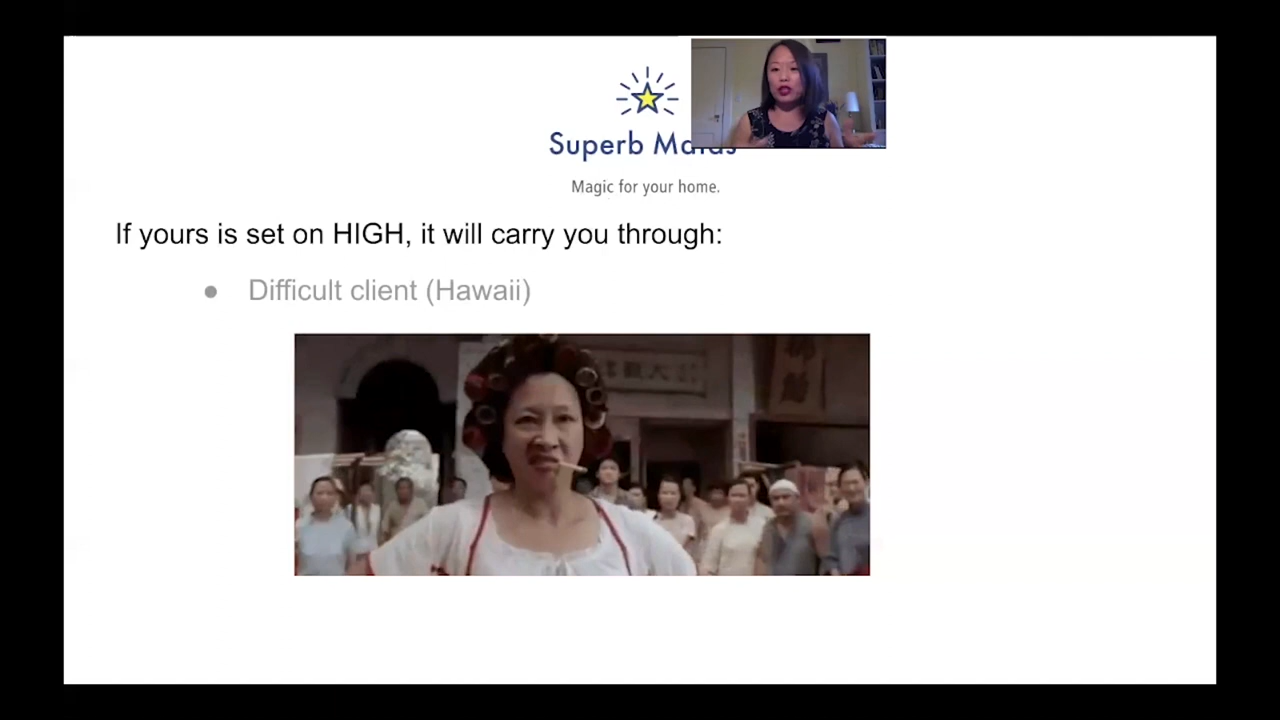 Superb Maids
Magic for your home.
If yours is set on HIGH, it will carry you through:
● Difficult client (Hawaii)